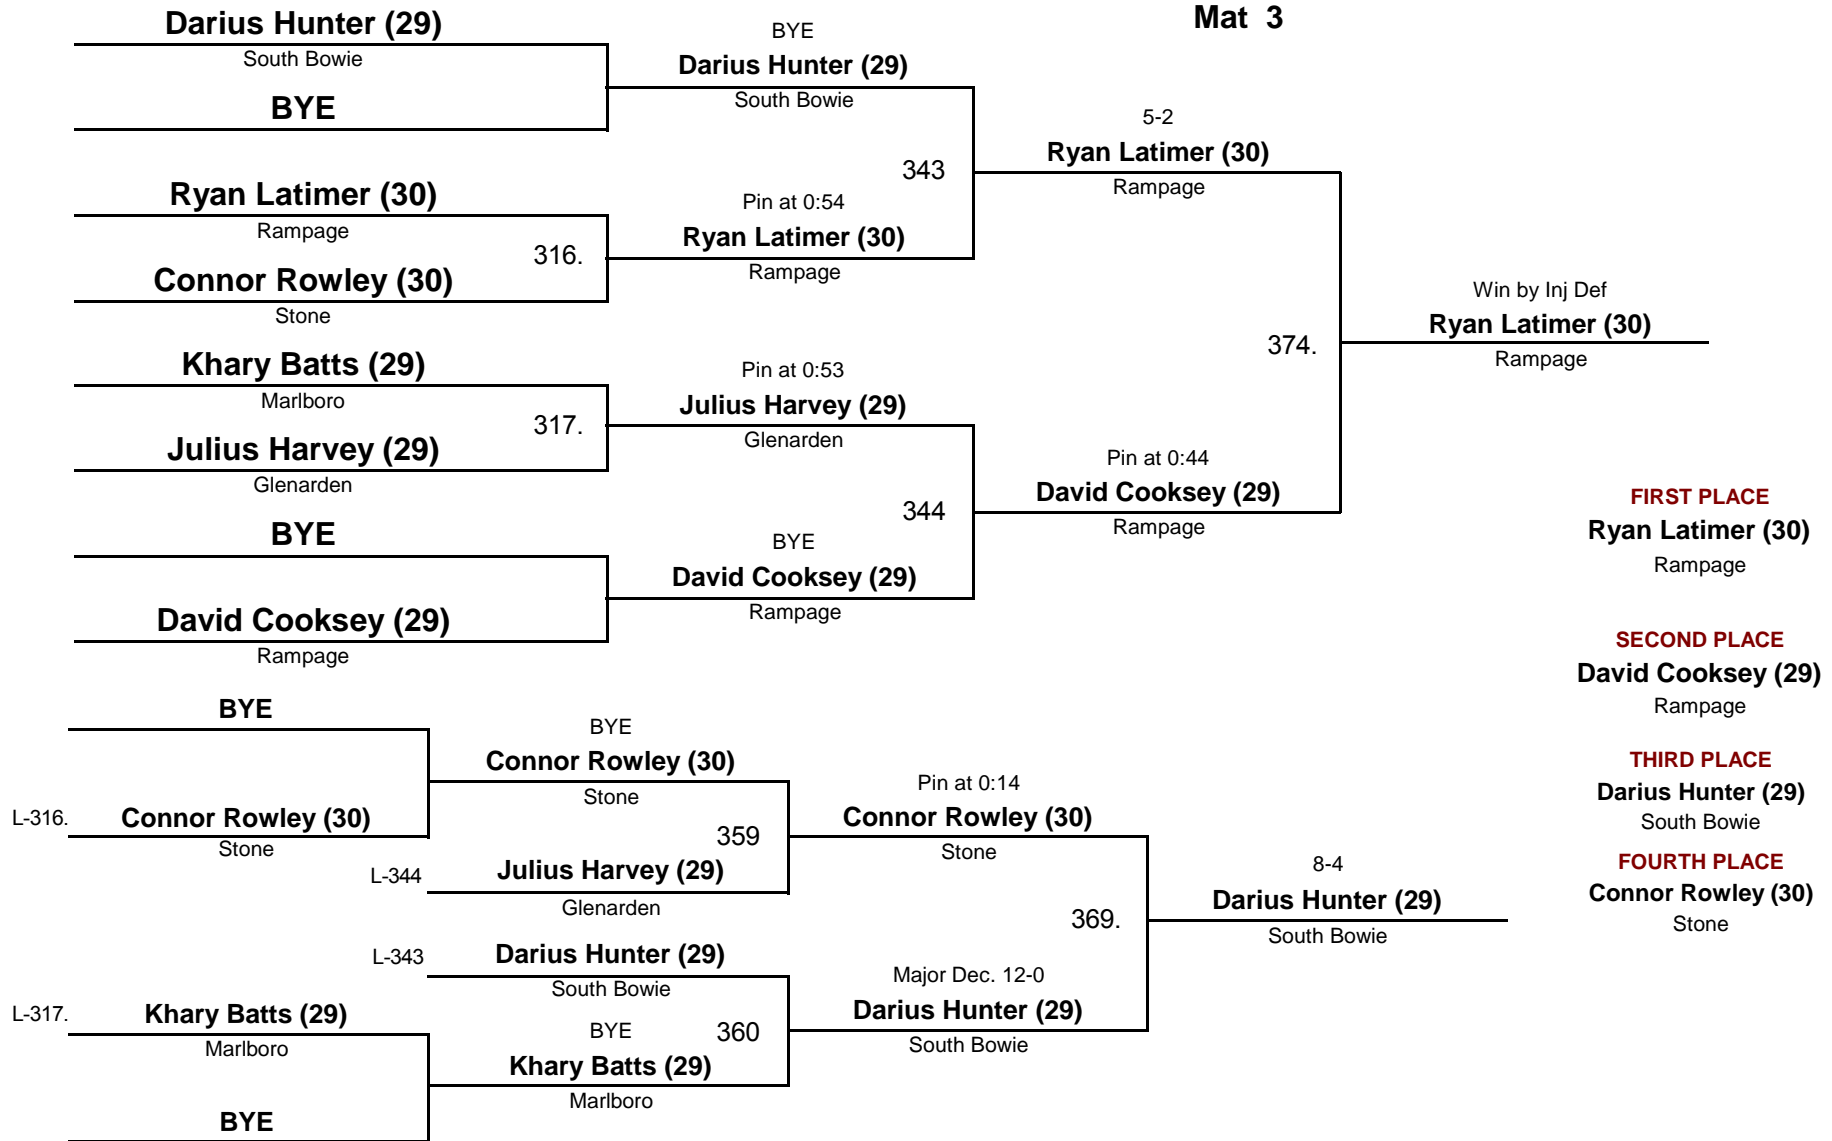 Mat 3
Darius Hunter (29)
South Bowie
BYE
Ryan Latimer (30)
Rampage
316.
Connor Rowley (30)
Stone
Khary Batts (29)
Marlboro
317.
Julius Harvey (29)
Glenarden
BYE
David Cooksey (29)
Rampage
BYE
Darius Hunter (29)
South Bowie
343
Pin at 0:54
Ryan Latimer (30)
Rampage
Pin at 0:53
Julius Harvey (29)
Glenarden
344
BYE
David Cooksey (29)
Rampage
5-2
Ryan Latimer (30)
Rampage
374.
Pin at 0:44
David Cooksey (29)
Rampage
Win by Inj Def
Ryan Latimer (30)
Rampage
FIRST PLACE
Ryan Latimer (30)
Rampage
SECOND PLACE
David Cooksey (29)
Rampage
THIRD PLACE
Darius Hunter (29)
South Bowie
FOURTH PLACE
Connor Rowley (30)
Stone
BYE
L-316.
Connor Rowley (30)
Stone
L-317.
Khary Batts (29)
Marlboro
BYE
BYE
Connor Rowley (30)
Stone
359
L-344
Julius Harvey (29)
Glenarden
L-343
Darius Hunter (29)
South Bowie
BYE
360
Khary Batts (29)
Marlboro
Pin at 0:14
Connor Rowley (30)
Stone
369.
Major Dec. 12-0
Darius Hunter (29)
South Bowie
8-4
Darius Hunter (29)
South Bowie